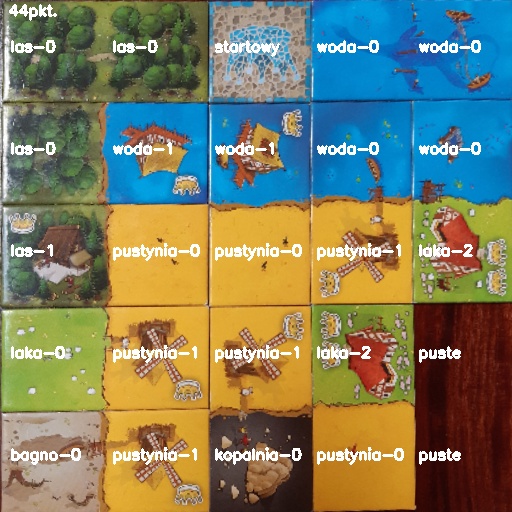 44pkt.
las-0 las-0 startowy woda-0 woda-0
las-0 woda-1 woda-1 woda-0 woda-0
las-1 pustynia-0 pustynia-0 pustynia-1 laka-2
laka-0 pustynia-1 pustynia-1 laka-2 puste
bagno-0 pustynia-1 kopalnia-0 pustynia-0 puste